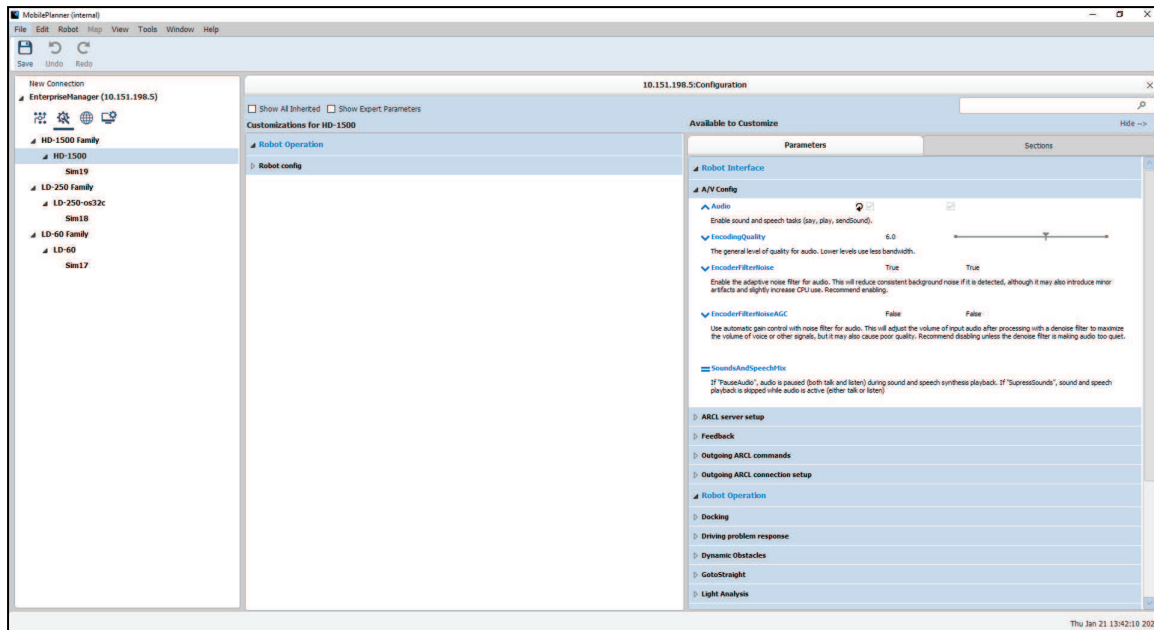 MobilePlanner (internal)
File Edit Robot Map View Tools Window Help
Save Undo Redo
New Connection
EnterpriseManager (10.151.198.5)
HD-1500 Family
HD-1500
Sim19
LD-250 Family
LD-250-os32c
Sim18
LD-60 Family
LD-60
Sim17
10.151.198.5:Configuration
Show All Inherited Show Expert Parameters
Customizations for HD-1500
Robot Operation
Robot config
Available to Customize
Hide -->
Parameters Sections
Robot Interface
A/V Config
Audio
Enable sound and speech tasks (say, play, sendSound).
EncodingQuality 6.0
The general level of quality for audio. Lower levels use less bandwidth.
EncoderFilterNoise True True
Enable the adaptive noise filter for audio. This will reduce consistent background noise if it is detected, although it may also introduce minor
artifacts and slightly increase CPU use. Recommend enabling.
EncoderFilterNoiseAGC False False
Use automatic gain control with noise filter for audio. This will adjust the volume of input audio after processing with a denoise filter to maximize
the volume of voice or other signals, but it may also cause poor quality. Recommend disabling unless the denoise filter is making audio too quiet.
SoundsAndSpeechMix
If "PauseAudio", audio is paused (both talk and listen) during sound and speech synthesis playback. If "SupressSounds", sound and speech
playback is skipped while audio is active (either talk or listen)
ARCL server setup
Feedback
Outgoing ARCL commands
Outgoing ARCL connection setup
Robot Operation
Docking
Driving problem response
Dynamic Obstacles
GotoStraight
Light Analysis
Thu Jan 21 13:42:10 202